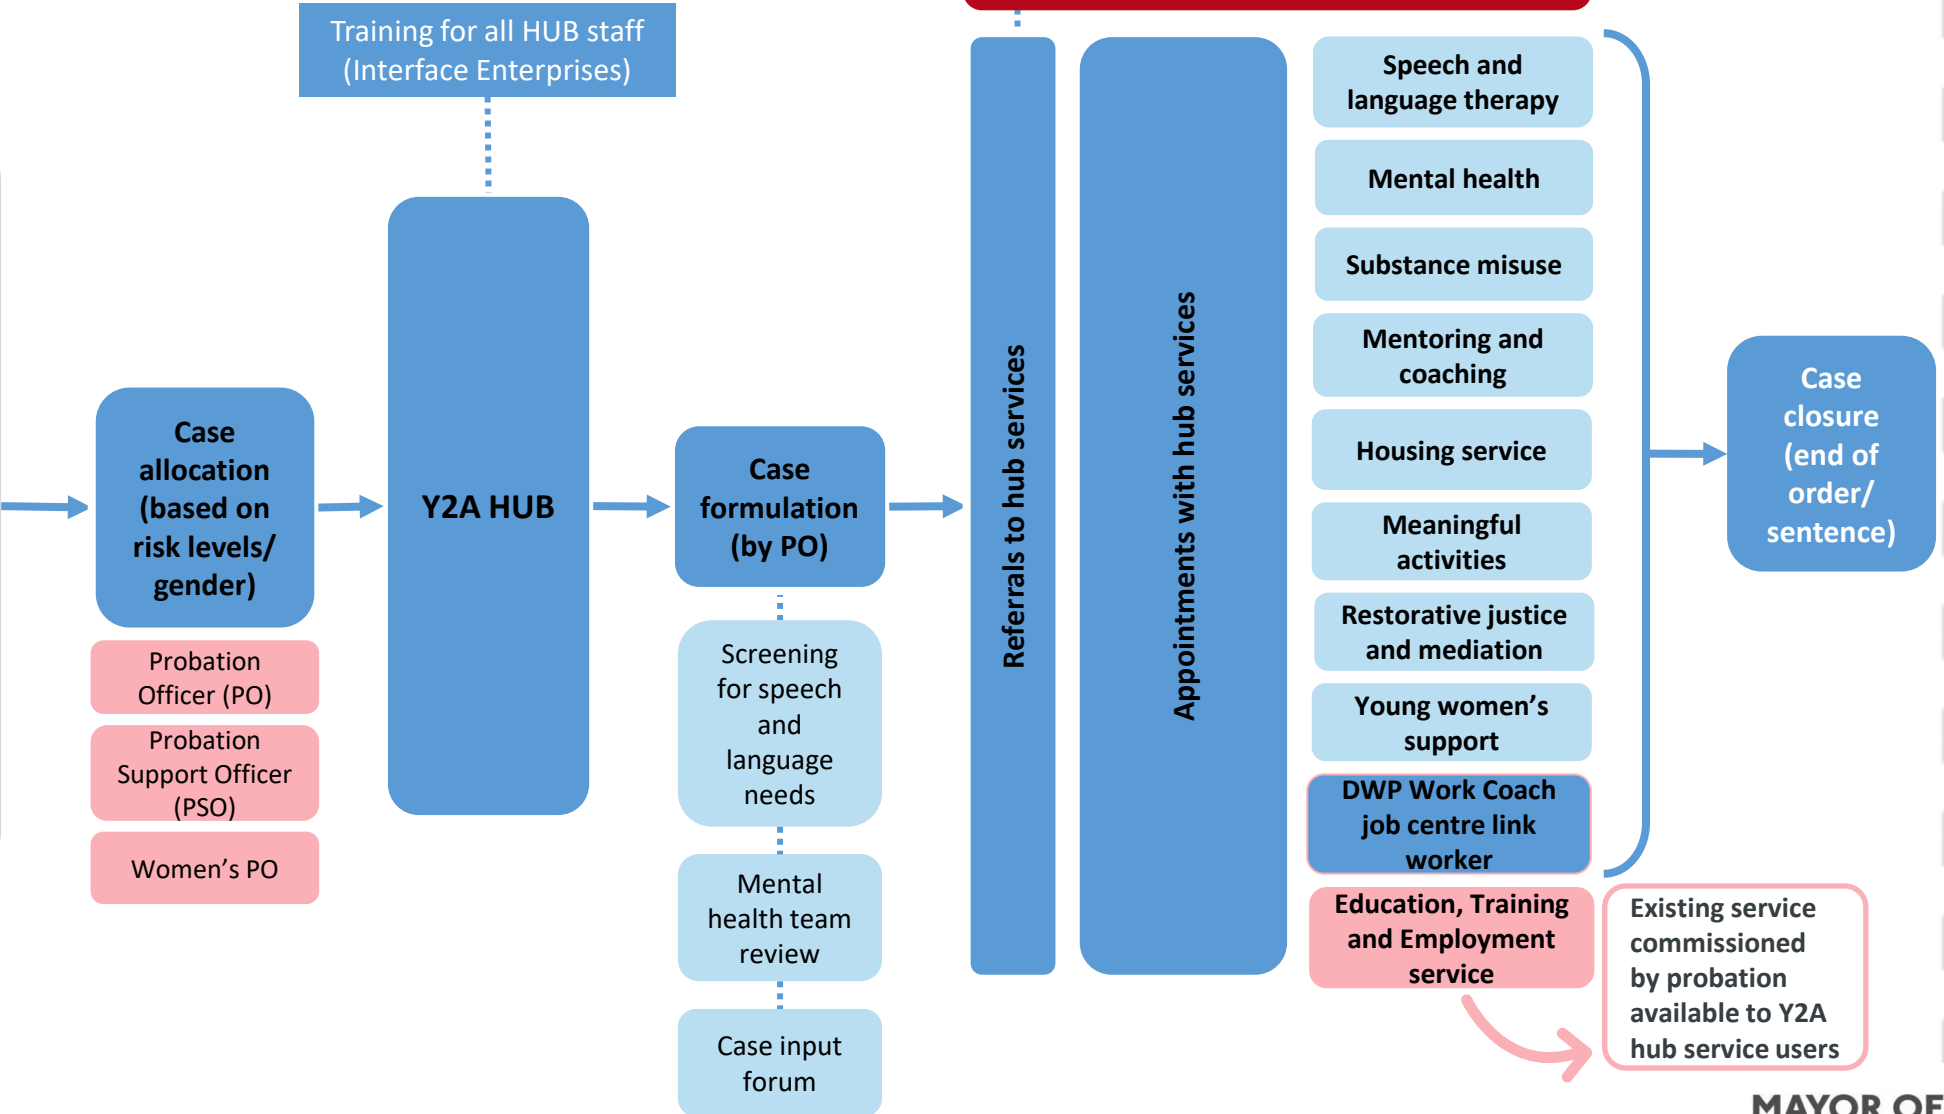 Training for all HUB staff
(Interface Enterprises)
Case
allocation
(based on
risk levels/
gender)
Probation
Officer (PO)
Probation
Support Officer
(PSO)
Women’s PO
Y2A HUB
Case
formulation
(by PO)
Screening
for speech
and
language
needs
Mental
health team
review
Case input
forum
Referrals to hub services
Appointments with hub services
Speech and
language therapy
Mental health
Substance misuse
Mentoring and
coaching
Housing service
Meaningful
activities
Restorative justice
and mediation
Young women’s
support
DWP Work Coach
job centre link
worker
Education, Training
and Employment
service
Existing service
commissioned
by probation
available to Y2A
hub service users
Case
closure
(end of
order/
sentence)
MAYOR OF